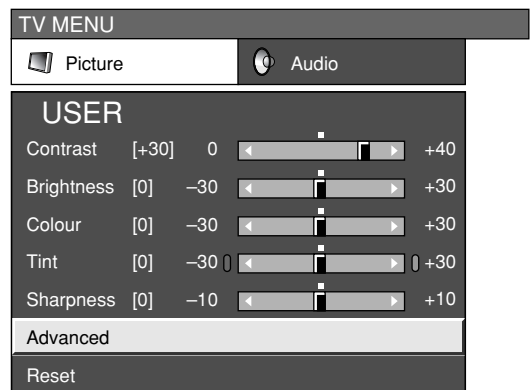 TV MENU
Picture Audio
USER
Contrast [+30] 0 +40
Brightness [0] –30 +30
Colour [0] –30 +30
Tint [0] –30 +30
Sharpness [0] –10 +10
Advanced
Reset